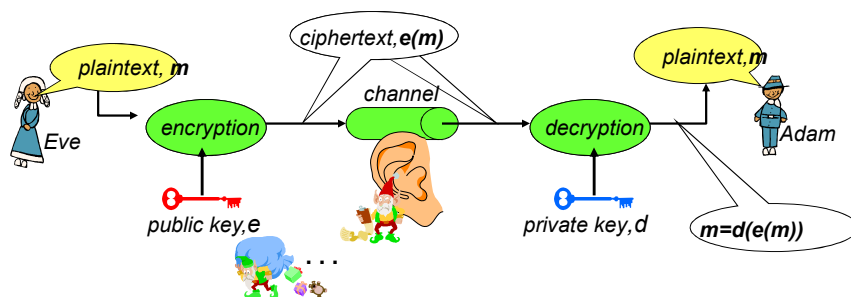 ciphertext, e(m)
plaintext, m
plaintext, m
channel
encryption
decryption
Eve
Adam
public key, e
private key, d
m=d(e(m))
...